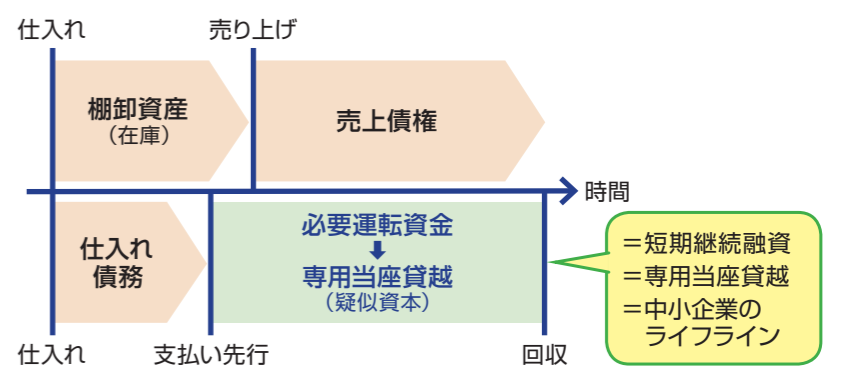 仕入れ
売り上げ
棚卸資産
（在庫）
売上債権
時間
仕入れ
債務
必要運転資金
専用当座貸越
（疑似資本）
＝短期継続融資
＝専用当座貸越
＝中小企業の
ライフライン
仕入れ
支払い先行
回収